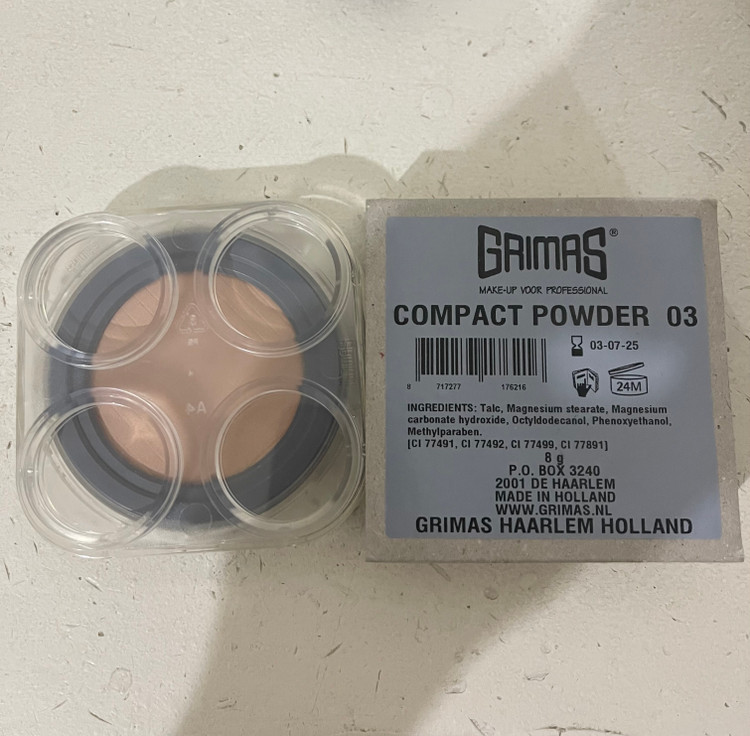 GRIMAS®
MAKE-UP VOOR PROFESSIONAL
COMPACT POWDER 03
03-07-25
8 717277 176216
24M
INGREDIENTS: Talc, Magnesium stearate, Magnesium
carbonate hydroxide, Octyldodecanol, Phenoxyethanol,
Methylparaben.
[CI 77491, CI 77492, CI 77499, CI 77891]
8 g
P.O. BOX 3240
2001 DE HAARLEM
MADE IN HOLLAND
WWW.GRIMAS.NL
GRIMAS HAARLEM HOLLAND